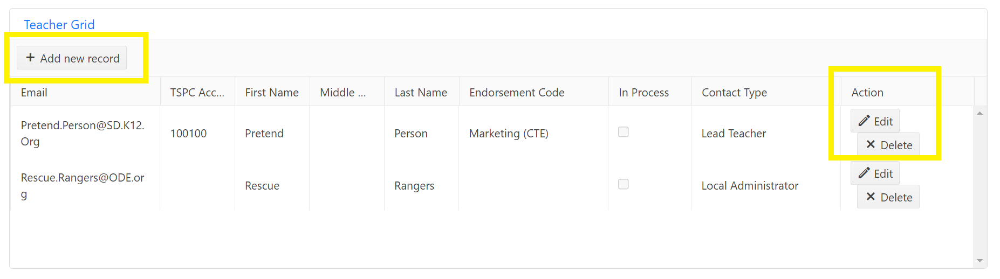 Teacher Grid
+ Add new record
Email TSPC Acc... First Name Middle ... Last Name Endorsement Code In Process Contact Type Action
Pretend.Person@SD.K12.
Org 100100 Pretend Person Marketing (CTE) Lead Teacher Edit
Delete
Rescue.Rangers@ODE.or
g Rescue Rangers Local Administrator Edit
Delete